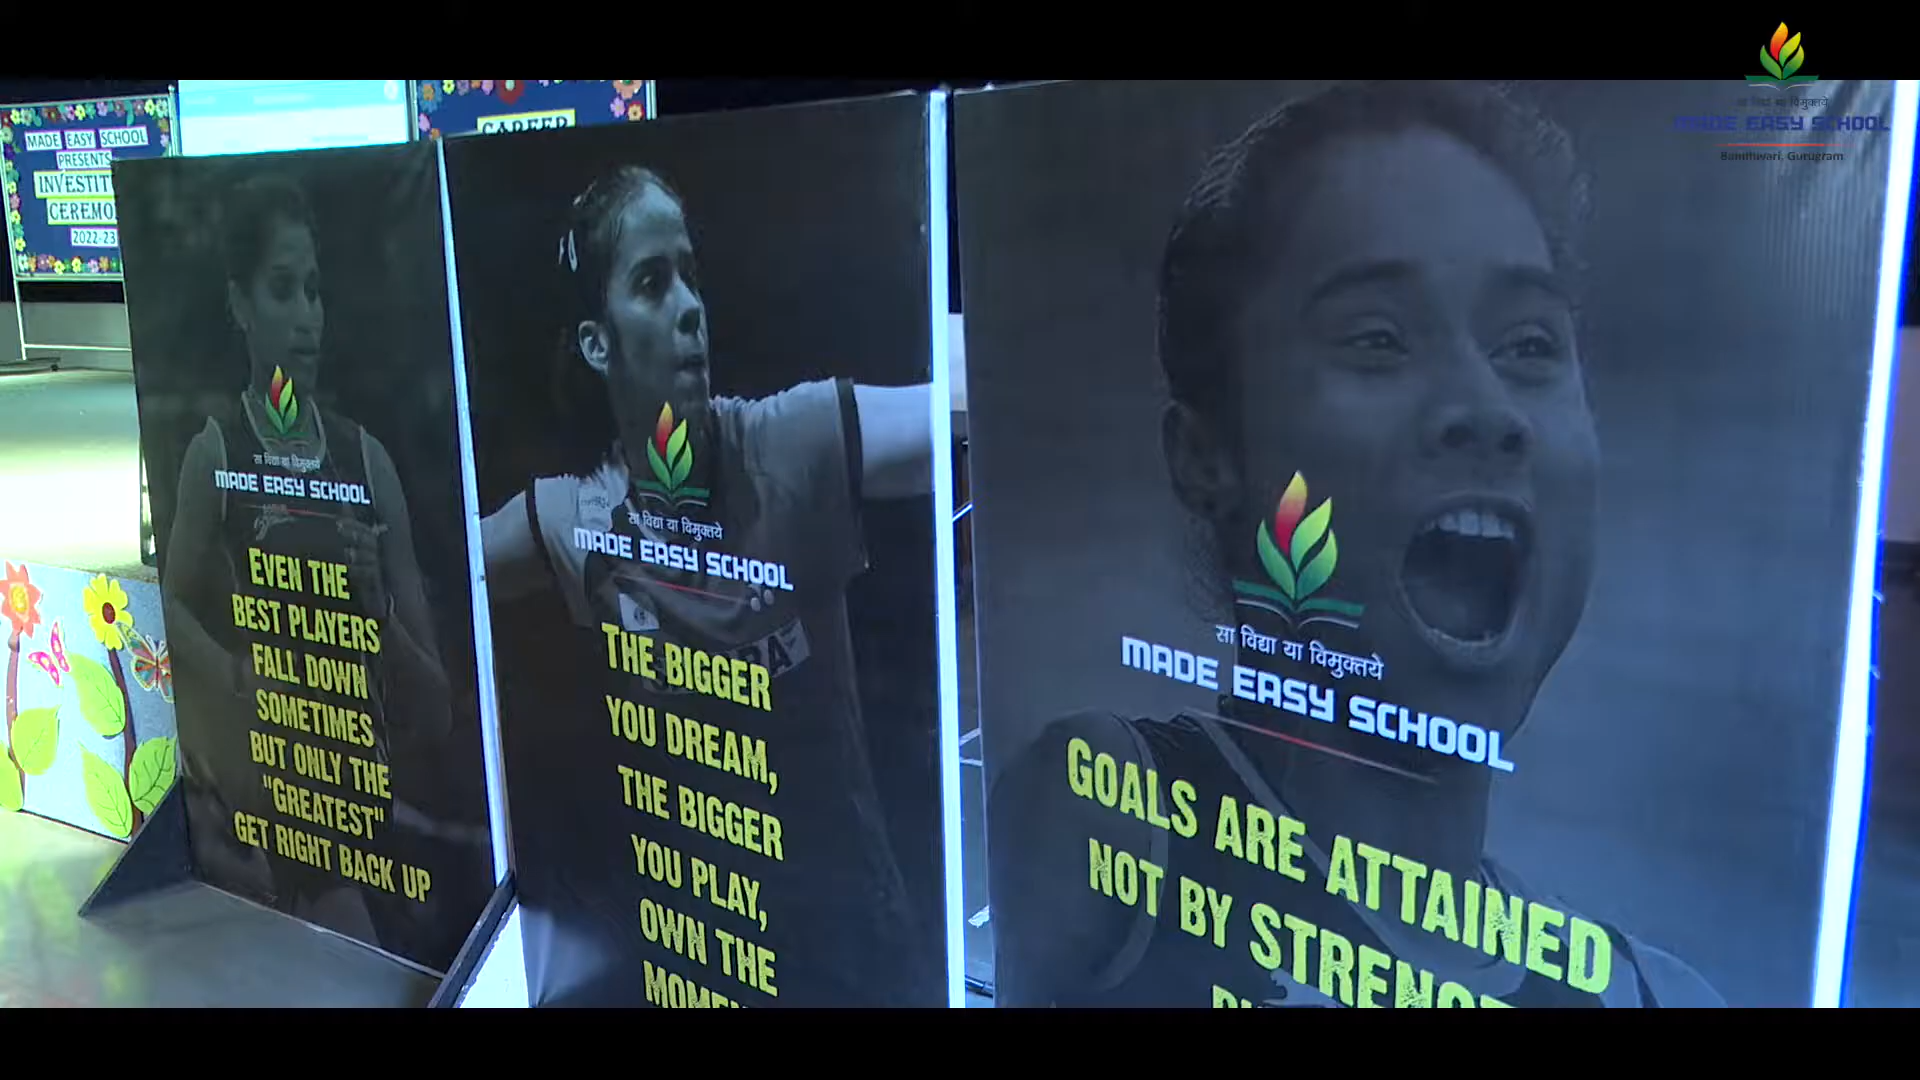 सा विद्या या विमुक्तये
MADE EASY SCHOOL
Bamthwari, Gurugram
MADE EASY SCHOOL
PRESENTS
CEREMO
2022-23
CAREER
सा विद्या या विमुक्तये
MADE EASY SCHOOL
EVEN THE
BEST PLAYERS
FALL DOWN
SOMETIMES
BUT ONLY THE
"GREATEST"
GET RIGHT BACK UP
सा विद्या या विमुक्तये
MADE EASY SCHOOL
THE BIGGER
YOU DREAM,
THE BIGGER
YOU PLAY,
OWN THE
सा विद्या या विमुक्तये
MADE EASY SCHOOL
GOALS ARE ATTAINED
NOT BY